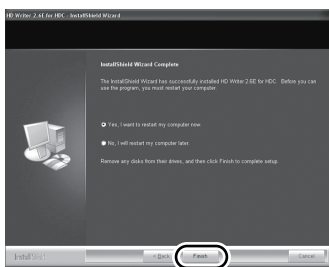 HD Writer 2.6E for HDC - InstallShield Wizard
InstallShield Wizard Complete
The InstallShield Wizard has successfully installed HD Writer 2.6E for HDC. Before you can
use the program, you must restart your computer.
Yes, I want to restart my computer now.
No, I will restart my computer later.
Remove any disks from their drives, and then click Finish to complete setup.
InstallShield
< Back
Finish
Cancel